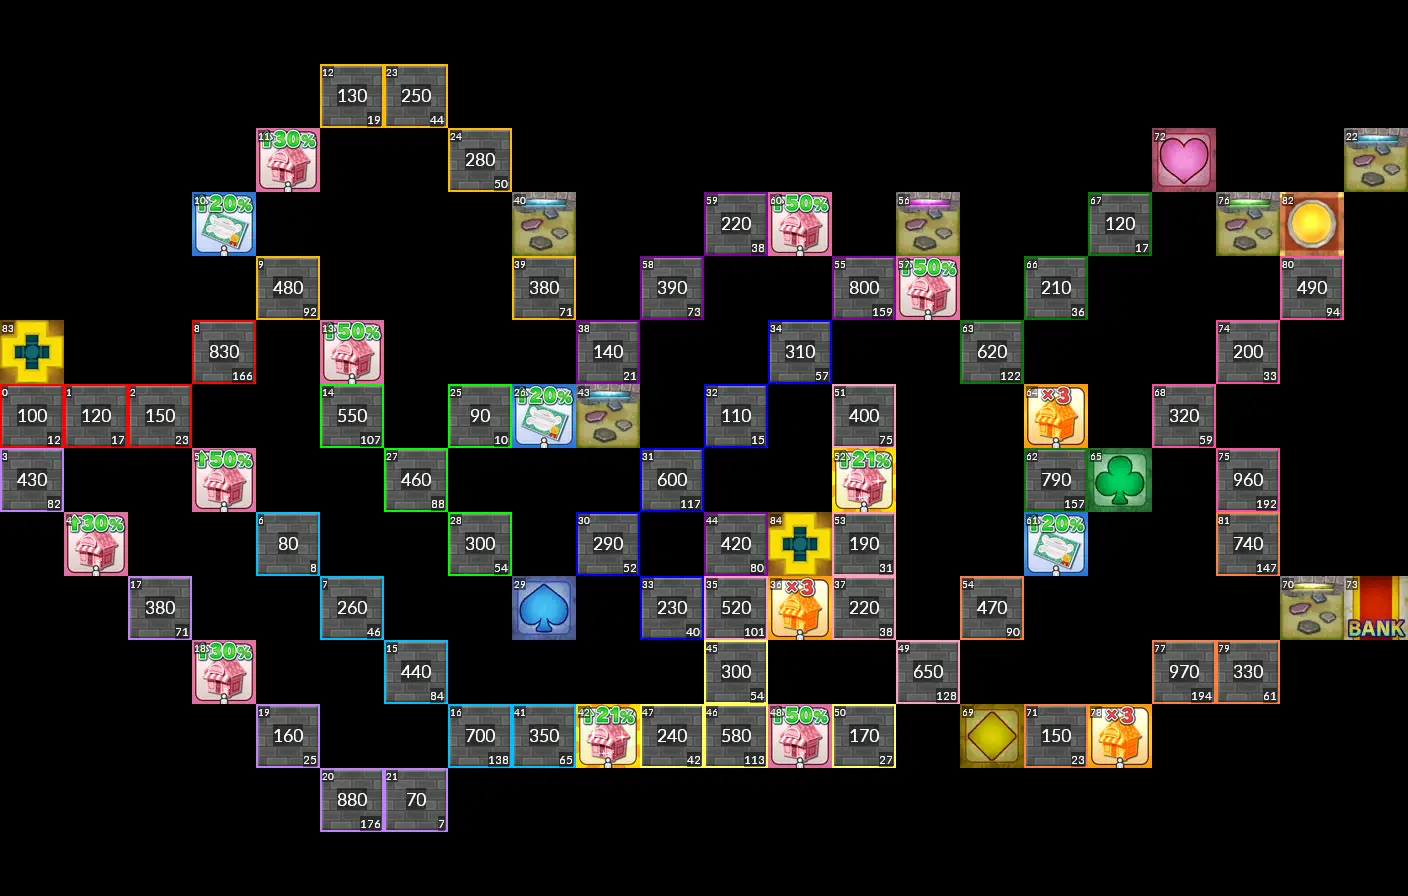 12 130 19 23 250 44
11 ↑30% 24 280 50 72 22
10 ↑20% 40 59 220 38 60 ↑50% 56 67 120 17 76 82
9 480 92 39 380 71 58 390 73 55 800 159 57 ↑50% 66 210 36 80 490 94
83 8 830 166 13 ↑50% 38 140 21 34 310 57 63 620 122 74 200 33
0 100 12 1 120 17 2 150 23 14 550 107 25 90 10 26 ↑20% 43 32 110 15 51 400 75 64 ×3 68 320 59
3 430 82 5 ↑50% 27 460 88 31 600 117 52 ↑21% 62 790 157 65 75 960 192
4 ↑30% 6 80 8 28 300 54 30 290 52 44 420 80 84 53 190 31 61 ↑20% 81 740 147
17 380 71 7 260 46 29 33 230 40 35 520 101 36 ×3 37 220 38 54 470 90 70 73 BANK
18 ↑30% 15 440 84 45 300 54 49 650 128 77 970 194 79 330 61
19 160 25 16 700 138 41 350 65 42 ↑21% 47 240 42 46 580 113 48 ↑50% 50 170 27 69 71 150 23 78 ×3
20 880 176 21 70 7